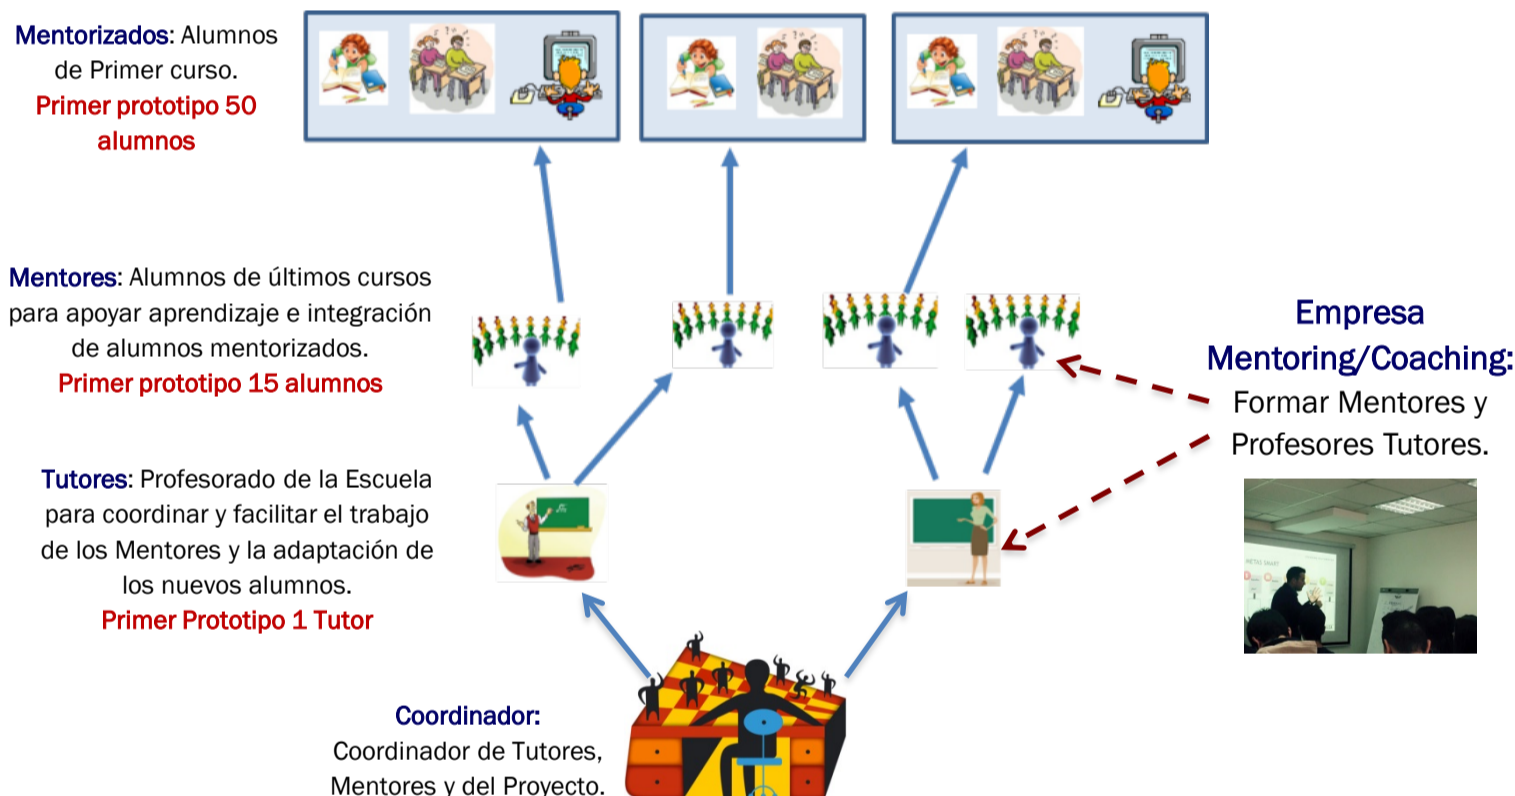 Mentorizados: Alumnos
de Primer curso.
Primer prototipo 50
alumnos
Mentores: Alumnos de últimos cursos
para apoyar aprendizaje e integración
de alumnos mentorizados.
Primer prototipo 15 alumnos
Empresa
Mentoring/Coaching:
Formar Mentores y
Profesores Tutores.
Tutores: Profesorado de la Escuela
para coordinar y facilitar el trabajo
de los Mentores y la adaptación de
los nuevos alumnos.
Primer Prototipo 1 Tutor
Coordinador:
Coordinador de Tutores,
Mentores y del Proyecto.